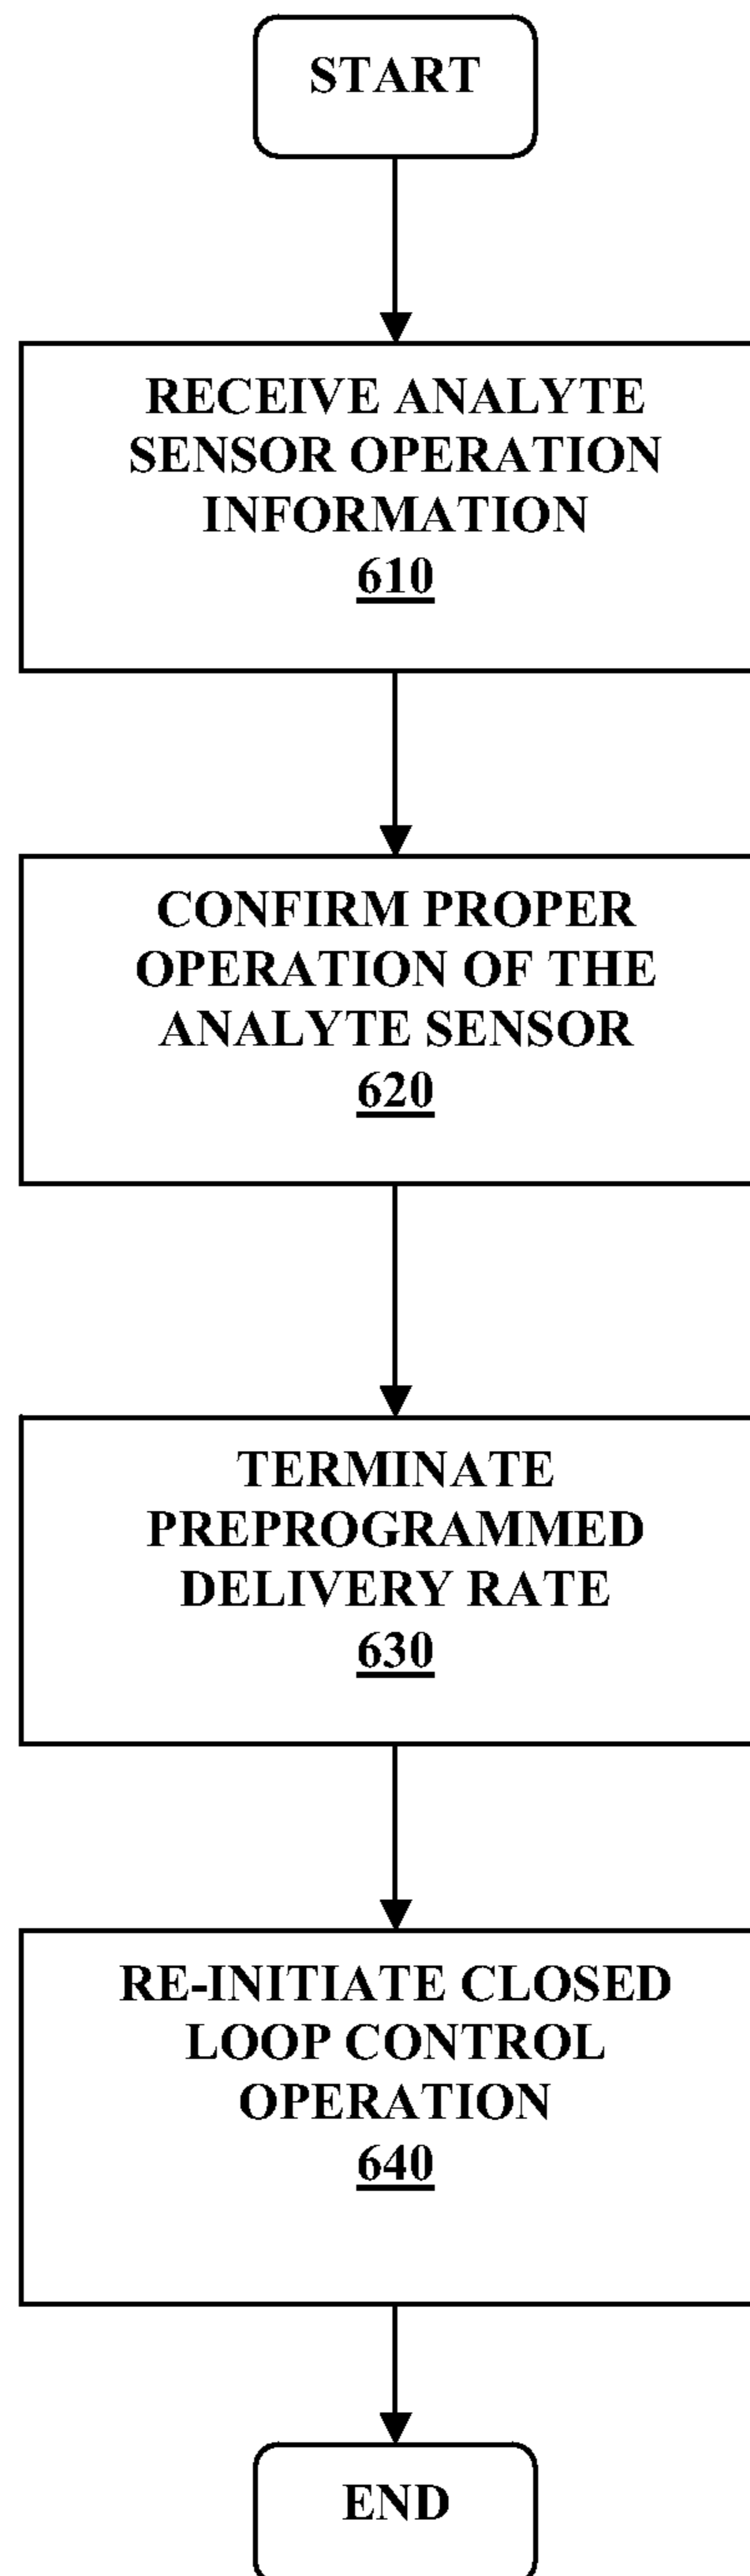 START
RECEIVE ANALYTE
SENSOR OPERATION
INFORMATION
610
CONFIRM PROPER
OPERATION OF THE
ANALYTE SENSOR
620
TERMINATE
PREPROGRAMMED
DELIVERY RATE
630
RE-INITIATE CLOSED
LOOP CONTROL
OPERATION
640
END